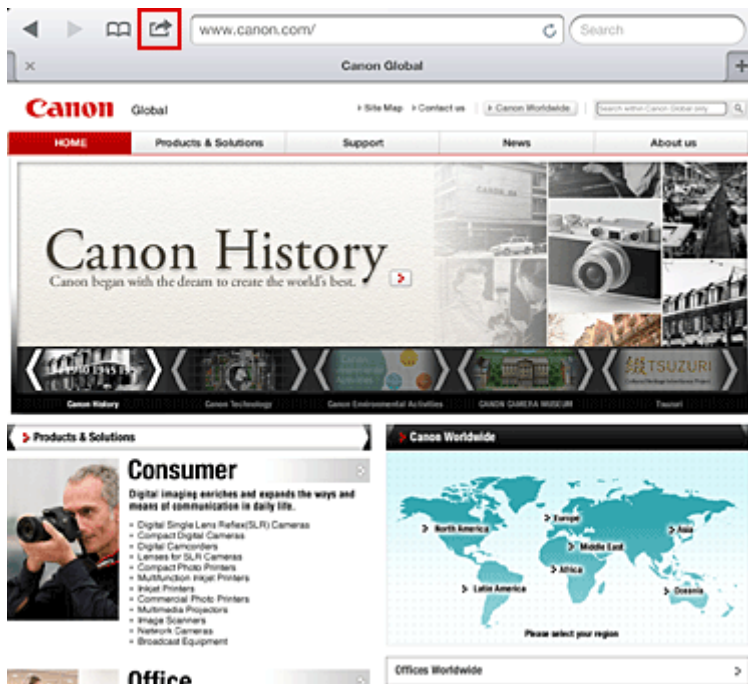 www.canon.com/
Search
Canon Global
Canon Global
Site Map Contact us Canon Worldwide Search within Canon Global only
HOME Products & Solutions Support News About us
Canon History
Canon began with the dream to create the world's best.
TSUZURI
Canon History Canon Technology Canon Environmental Activities CANON CAMERA MUSEUM Tsuzuri
Products & Solutions
Consumer
Digital imaging enriches and expands the ways and
means of communication in daily life.
Digital Single Lens Reflex(SLR) Cameras
Compact Digital Cameras
Digital Camcorders
Lenses for SLR Cameras
Compact Photo Printers
Multifunction Inkjet Printers
Inkjet Printers
Commercial Photo Printers
Multimedia Projectors
Image Scanners
Network Cameras
Broadcast Equipment
Office
Canon Worldwide
North America
Europe
Asia
Middle East
Africa
Latin America
Oceania
Please select your region
Offices Worldwide